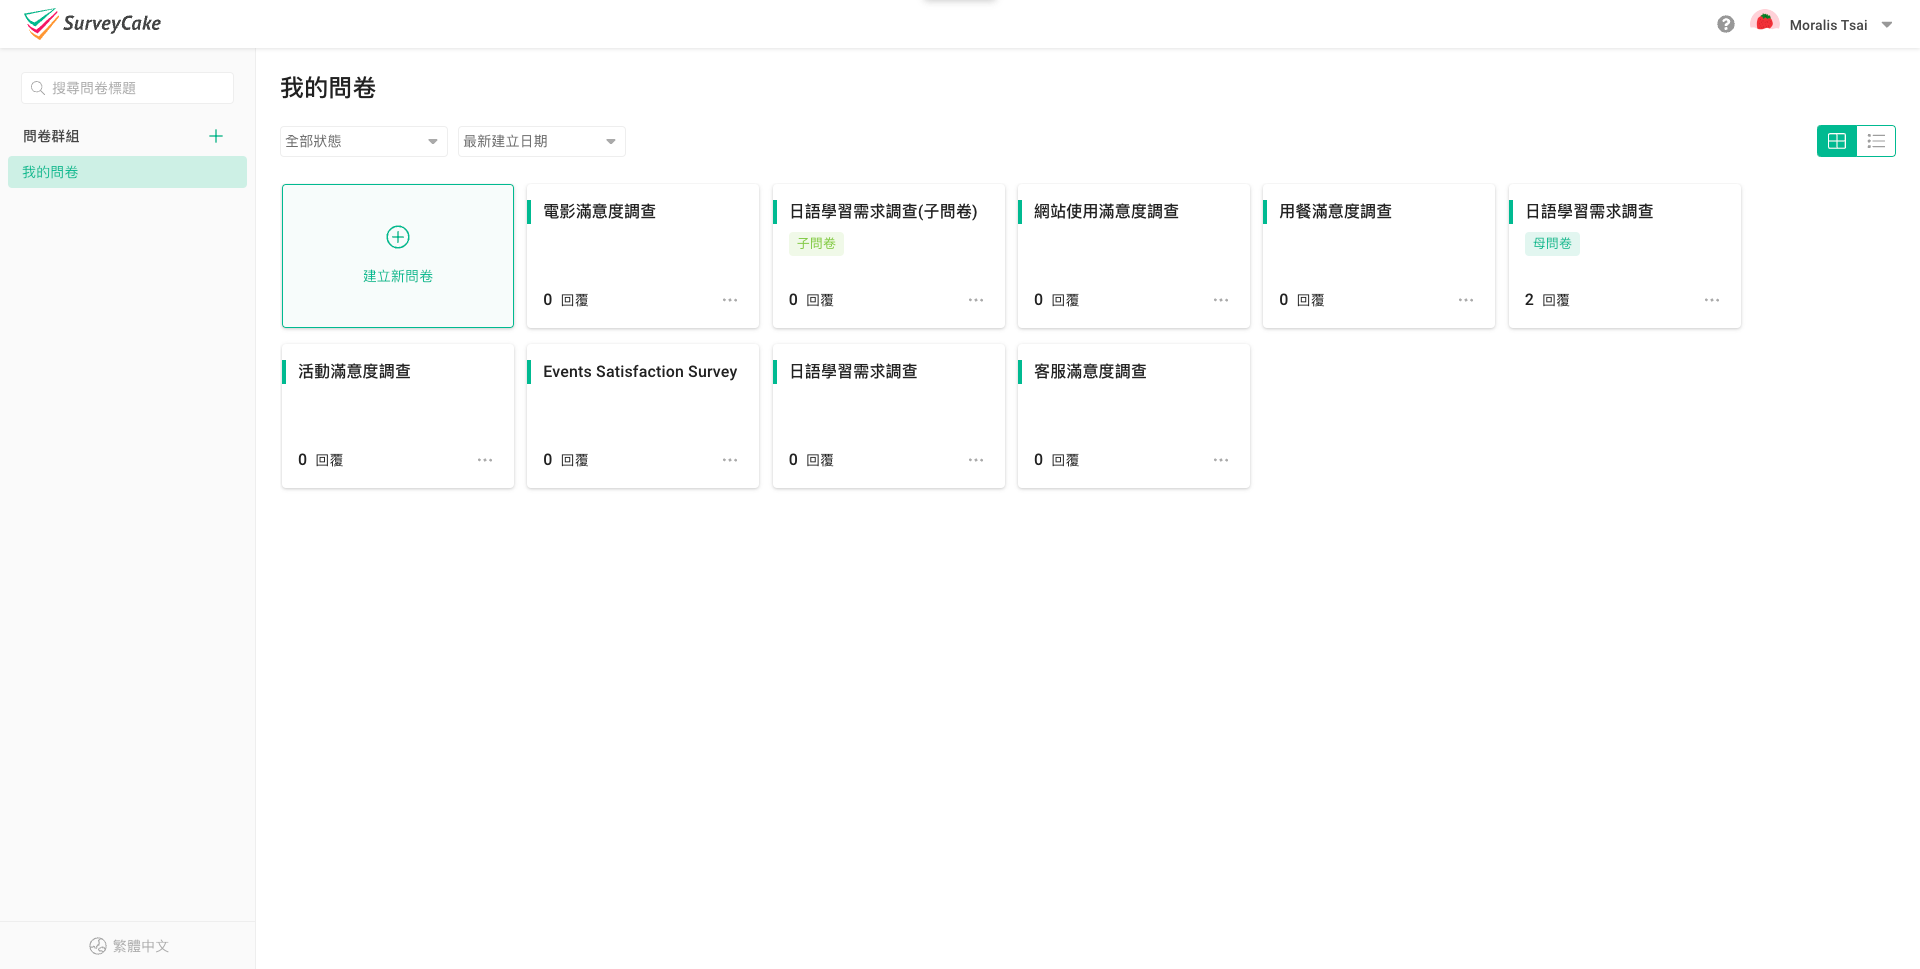 SurveyCake
Moralis Tsai
搜尋問卷標題
問卷群組
我的問卷
我的問卷
全部狀態
最新建立日期
建立新問卷
電影滿意度調查
0 回覆
日語學習需求調查(子問卷)
子問卷
0 回覆
網站使用滿意度調查
0 回覆
用餐滿意度調查
0 回覆
日語學習需求調查
母問卷
2 回覆
活動滿意度調查
0 回覆
Events Satisfaction Survey
0 回覆
日語學習需求調查
0 回覆
客服滿意度調查
0 回覆
繁體中文